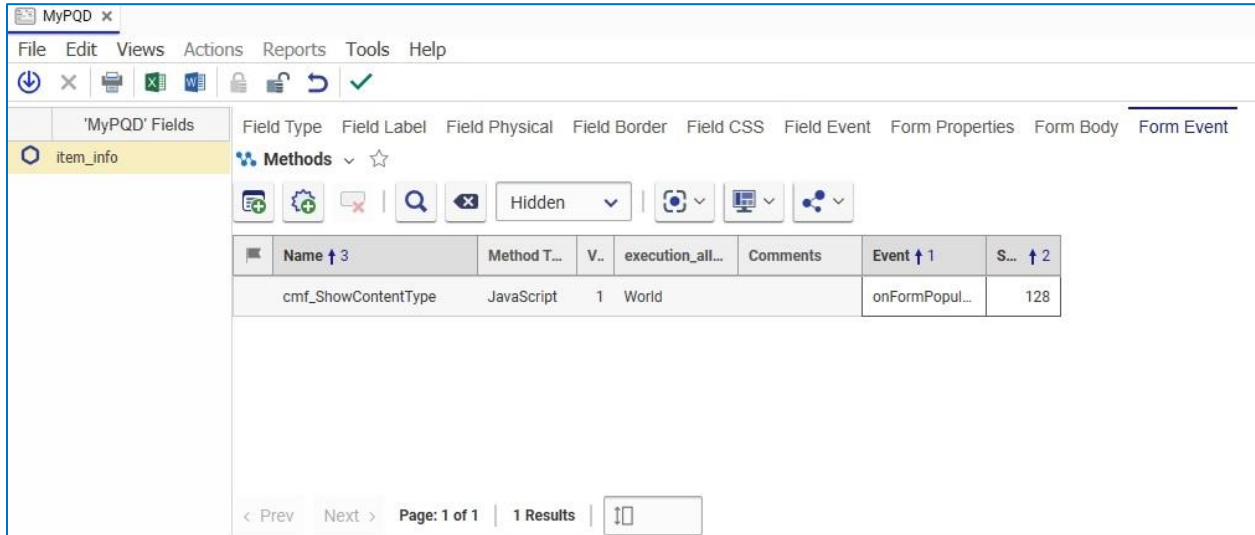 MyPQD
File Edit Views Actions Reports Tools Help
'MyPQD' Fields
item_info
Field Type Field Label Field Physical Field Border Field CSS Field Event Form Properties Form Body Form Event
Methods
Hidden
Name 3 Method T... V.. execution_all... Comments Event 1 S... 2
cmf_ShowContentType JavaScript 1 World onFormPopul... 128
< Prev Next > Page: 1 of 1 1 Results